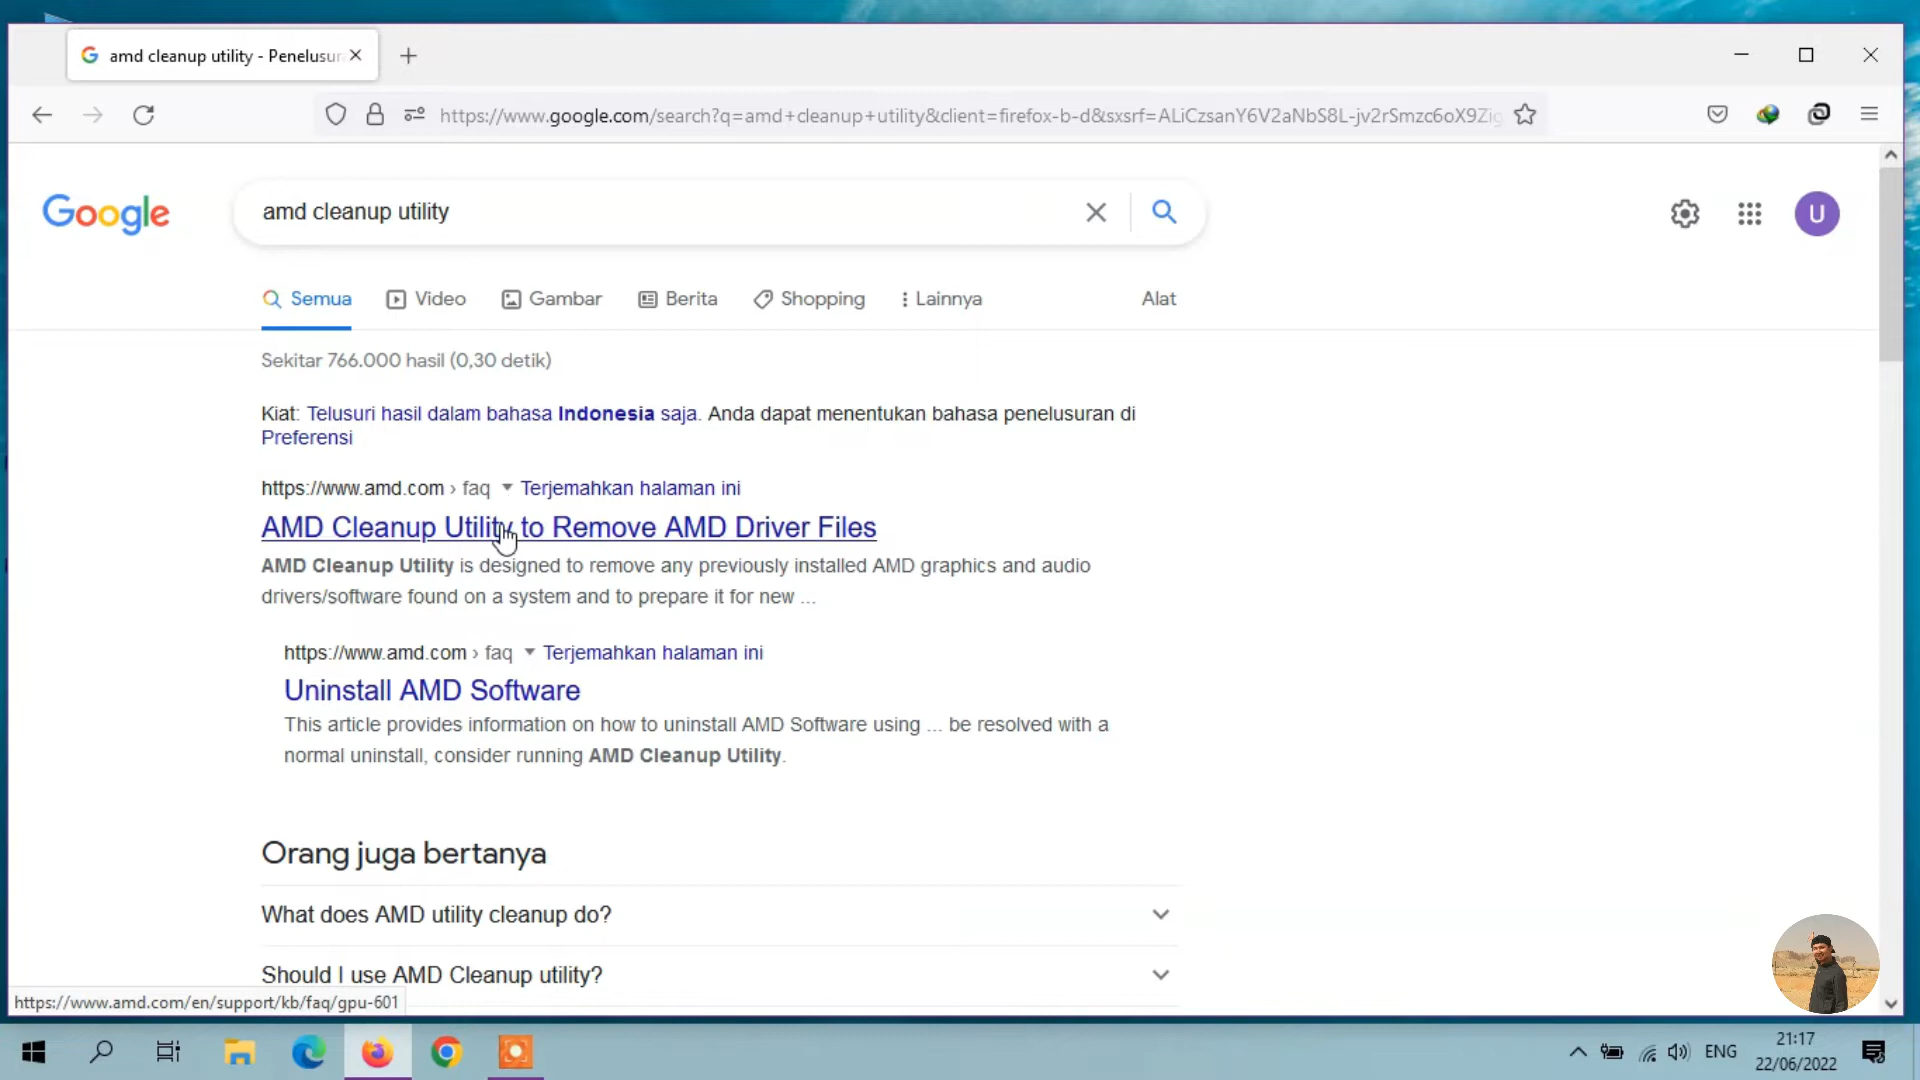 amd cleanup utility - Penelusur
https://www.google.com/search?q=amd+cleanup+utility&client=firefox-b-d&sxsrf=ALiCzsanY6V2aNbS8L-jv2rSmzc6oX9Zig
Google
amd cleanup utility
U
Semua Video Gambar Berita Shopping Lainnya Alat
Sekitar 766.000 hasil (0,30 detik)
Kiat: Telusuri hasil dalam bahasa Indonesia saja. Anda dapat menentukan bahasa penelusuran di
Preferensi
https://www.amd.com › faq Terjemahkan halaman ini
AMD Cleanup Utility to Remove AMD Driver Files
AMD Cleanup Utility is designed to remove any previously installed AMD graphics and audio
drivers/software found on a system and to prepare it for new ...
https://www.amd.com › faq Terjemahkan halaman ini
Uninstall AMD Software
This article provides information on how to uninstall AMD Software using ... be resolved with a
normal uninstall, consider running AMD Cleanup Utility.
Orang juga bertanya
What does AMD utility cleanup do?
Should I use AMD Cleanup utility?
https://www.amd.com/en/support/kb/faq/gpu-601
ENG
21:17
22/06/2022